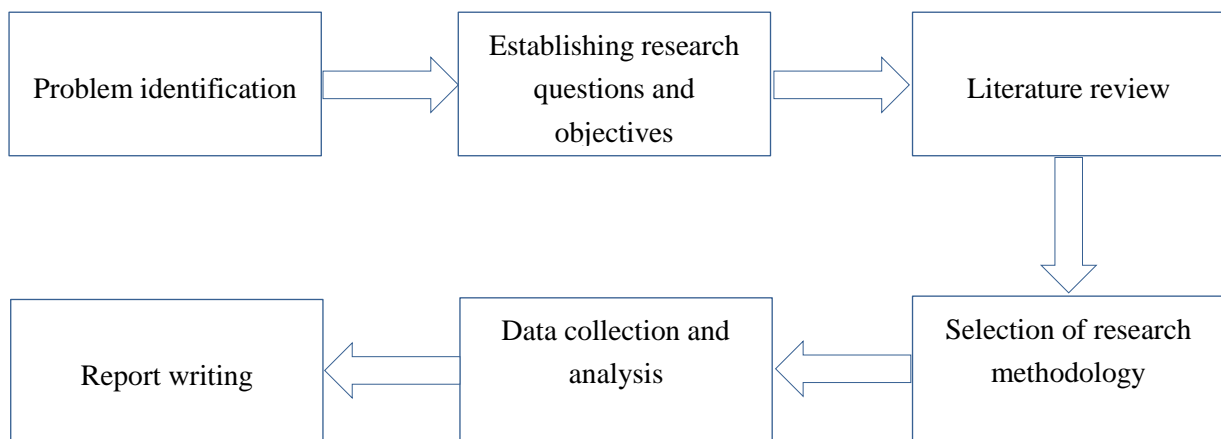 Problem identification
Establishing research
questions and
objectives
Literature review
Selection of research
methodology
Data collection and
analysis
Report writing